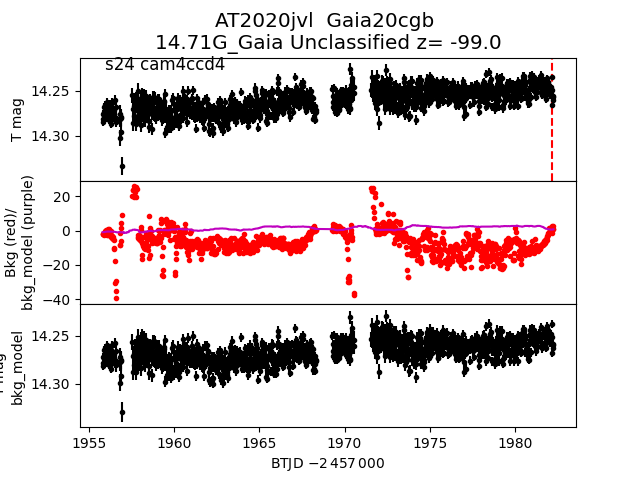 AT2020jvl  Gaia20cgb
14.71G_Gaia Unclassified z= -99.0
s24 cam4ccd4
T mag
14.25
14.30
Bkg (red)/
bkg_model (purple)
20
0
−20
−40
mag
bkg_model
14.25
14.30
1955 1960 1965 1970 1975 1980
BTJD −2 457 000